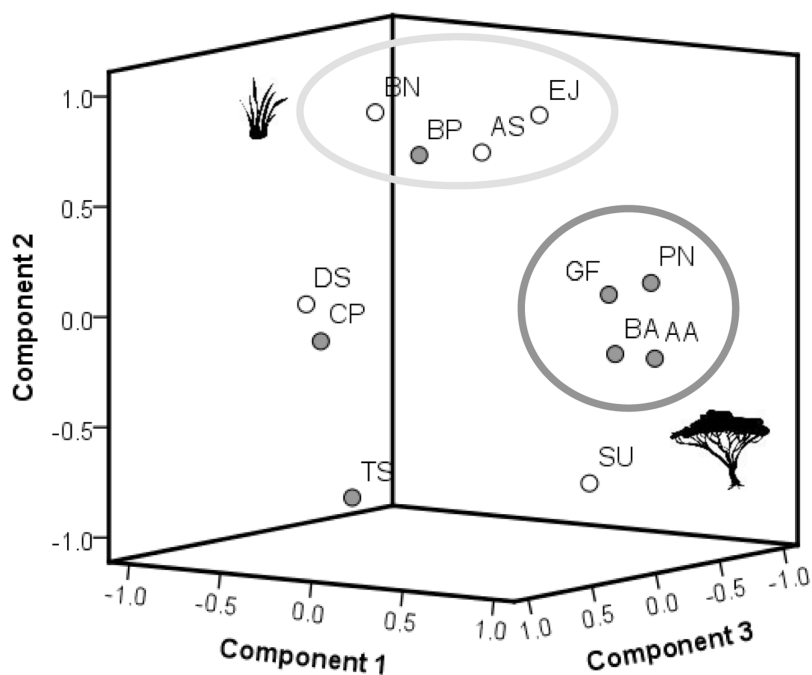 1.0
0.5
0.0
-0.5
-1.0
Component 2
BN
EJ
BP
AS
DS
CP
GF
PN
BA
AA
TS
SU
-1.0
-0.5
0.0
0.5
1.0
Component 1
1.0
0.5
0.0
-0.5
-1.0
Component 3